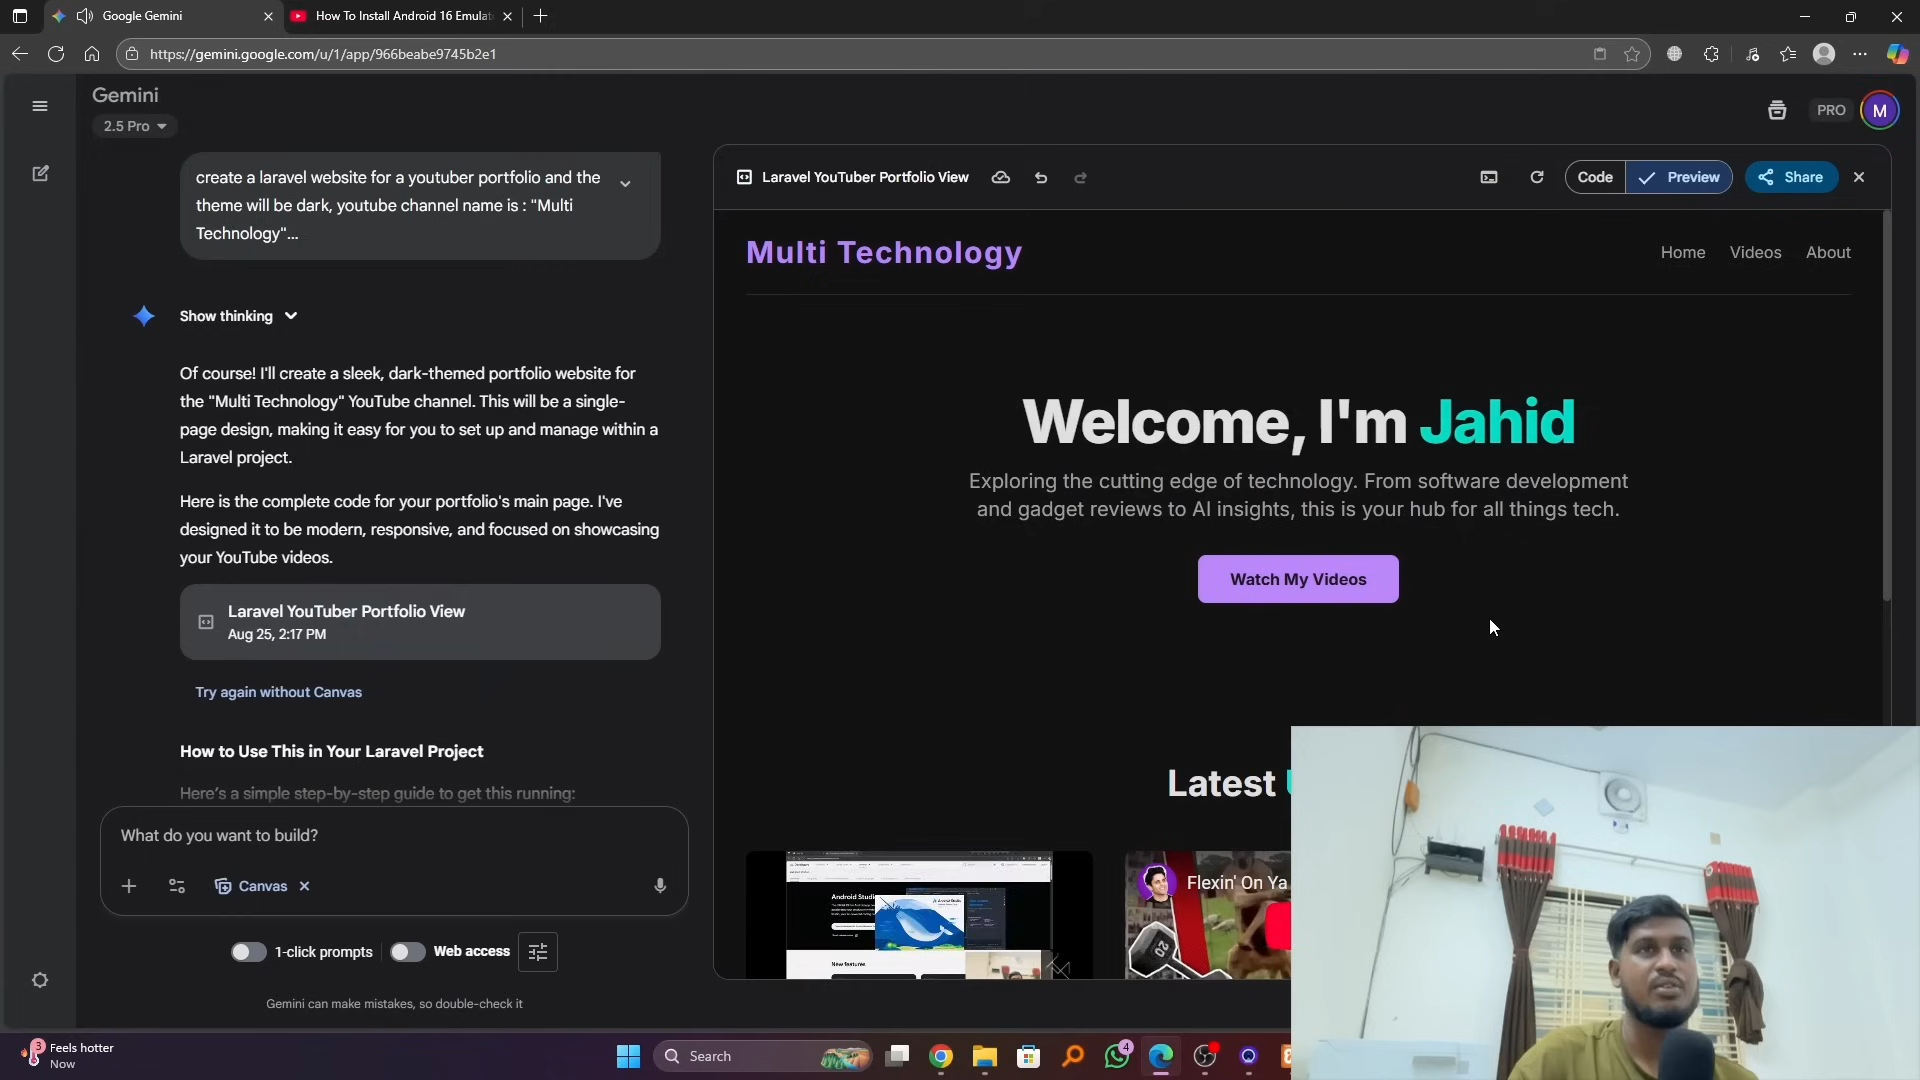 Google Gemini
How To Install Android 16 Emulat
https://gemini.google.com/u/1/app/966beabe9745b2e1
Gemini
2.5 Pro
PRO
M
create a laravel website for a youtuber portfolio and the
theme will be dark, youtube channel name is : "Multi
Technology"...
Show thinking
Of course! I'll create a sleek, dark-themed portfolio website for
the "Multi Technology" YouTube channel. This will be a single-
page design, making it easy for you to set up and manage within a
Laravel project.
Here is the complete code for your portfolio's main page. I've
designed it to be modern, responsive, and focused on showcasing
your YouTube videos.
Laravel YouTuber Portfolio View
Aug 25, 2:17 PM
Try again without Canvas
How to Use This in Your Laravel Project
Here's a simple step-by-step guide to get this running:
What do you want to build?
Canvas
1-click prompts
Web access
Gemini can make mistakes, so double-check it
Laravel YouTuber Portfolio View
Code
Preview
Share
Multi Technology
Home
Videos
About
Welcome, I'm Jahid
Exploring the cutting edge of technology. From software development
and gadget reviews to AI insights, this is your hub for all things tech.
Watch My Videos
Latest
Android Studio
New features
Flexin' On Ya
20
3
Feels hotter
Now
Search
4